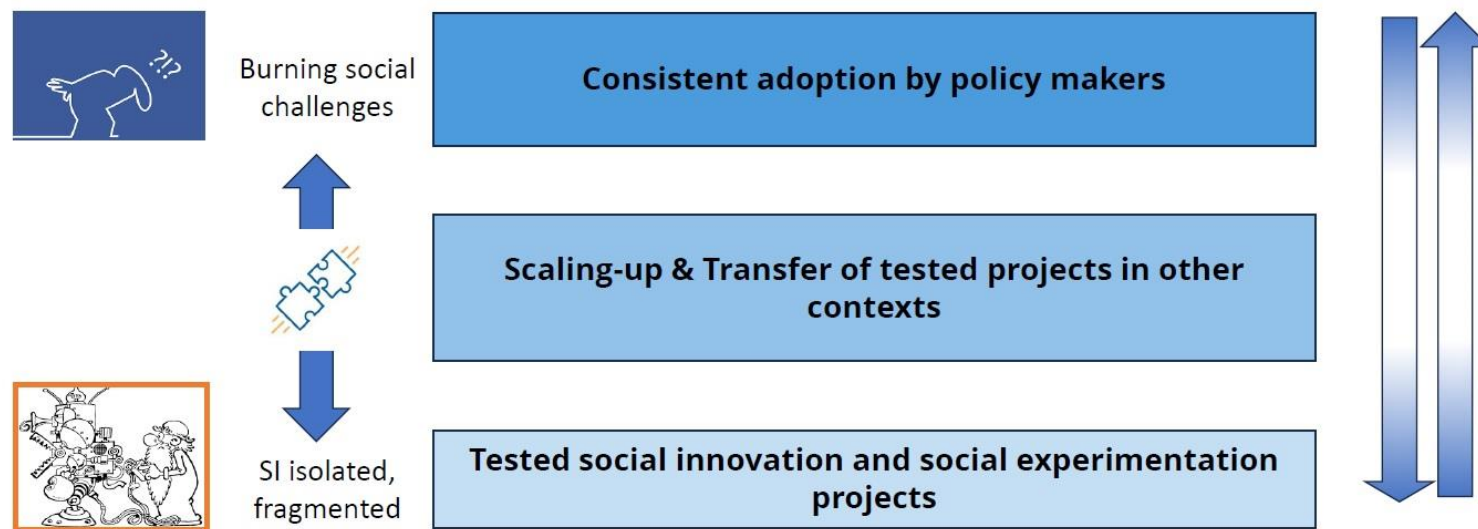 ?!?
Burning social
challenges
Consistent adoption by policy makers
Scaling-up & Transfer of tested projects in other
contexts
SI isolated,
fragmented
Tested social innovation and social experimentation
projects